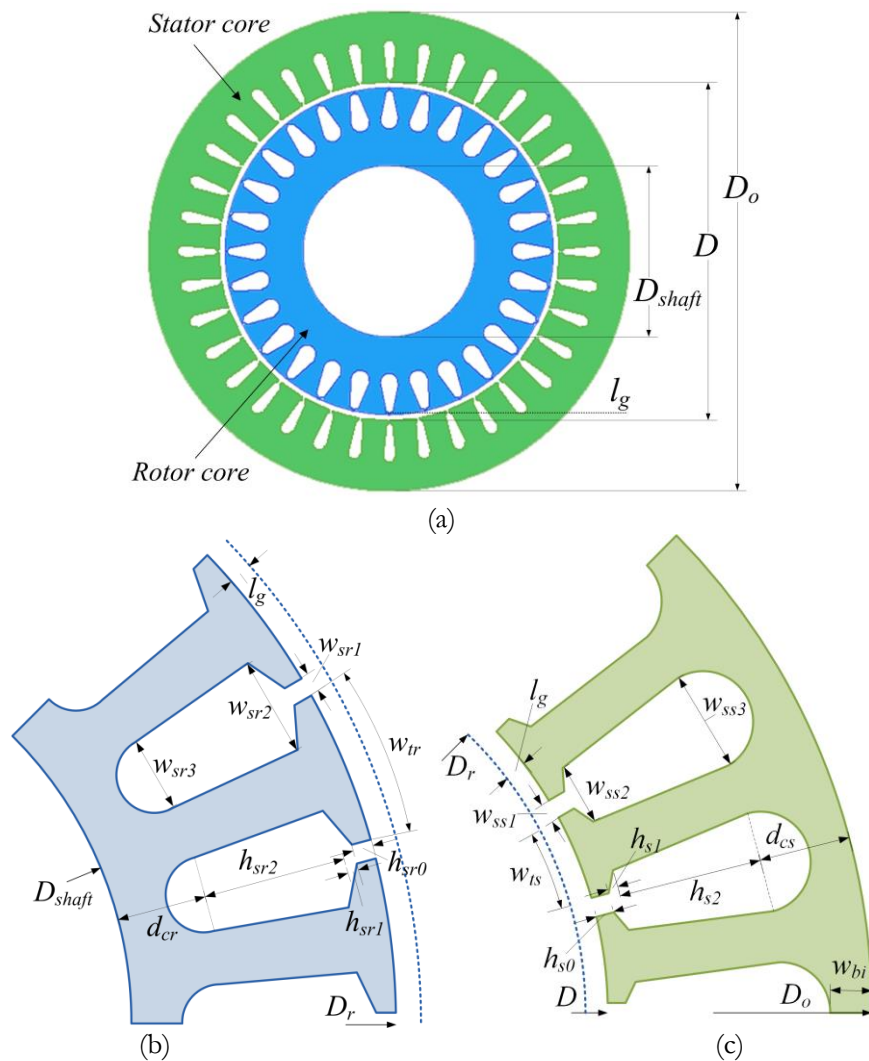 Stator core
D_o
D
D_shaft
l_g
Rotor core
(a)
l_g
w_sr1
w_sr2
w_tr
w_sr3
h_sr2
h_sr0
h_sr1
D_shaft
d_cr
D_r
(b)
l_g
w_ss3
D_r
w_ss2
w_ss1
h_s1
d_cs
w_ts
h_s2
h_s0
w_bi
D
D_o
(c)